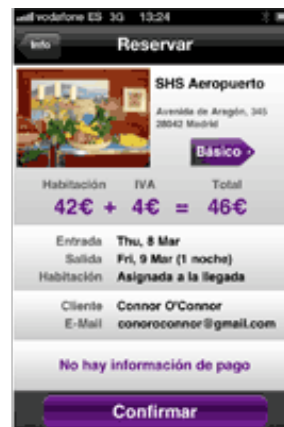 vodafone ES 3G 13:24
Info
Reservar
SHS Aeropuerto
Avenida de Aragón, 345
28042 Madrid
Básico
Habitación IVA Total
42€ + 4€ = 46€
Entrada Thu, 8 Mar
Salida Fri, 9 Mar (1 noche)
Habitación Asignada a la llegada
Cliente Connor O'Connor
E-Mail conoroconnor@gmail.com
No hay información de pago
Confirmar